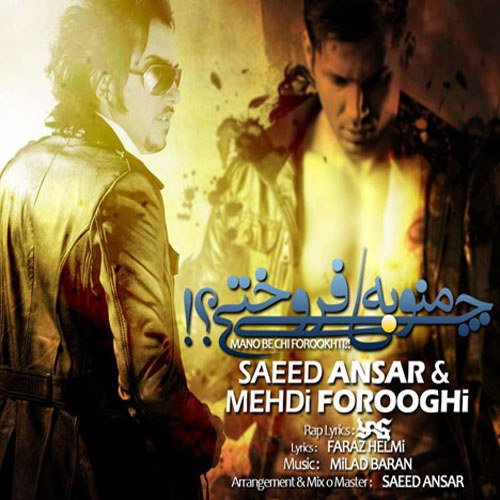 منو به چی فروختی؟!
MANO BE CHI FOROOKHTI?!
SAEED ANSAR &
MEHDi FOROOGHi
Rap Lyrics :
Lyrics : FARAZ HELMi
Music : MiLAD BARAN
Arrangement & Mix o Master : SAEED ANSAR